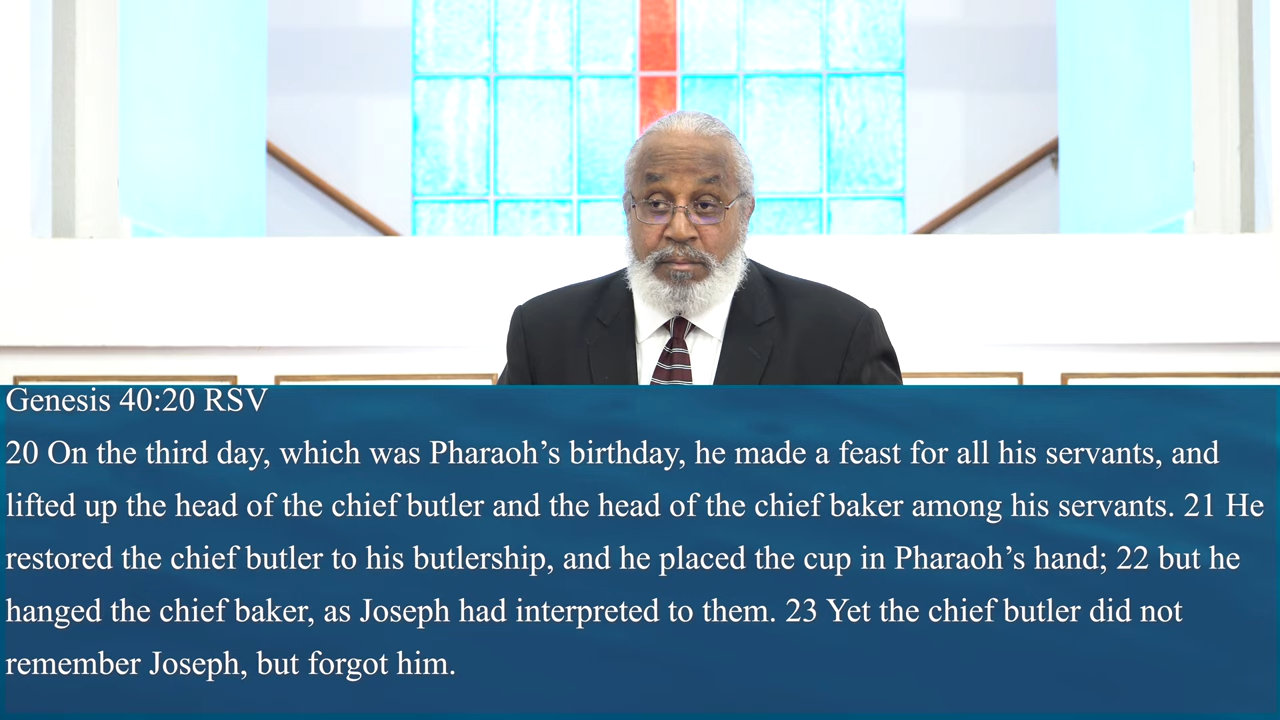 Genesis 40:20 RSV
20 On the third day, which was Pharaoh’s birthday, he made a feast for all his servants, and
lifted up the head of the chief butler and the head of the chief baker among his servants. 21 He
restored the chief butler to his butlership, and he placed the cup in Pharaoh’s hand; 22 but he
hanged the chief baker, as Joseph had interpreted to them. 23 Yet the chief butler did not
remember Joseph, but forgot him.